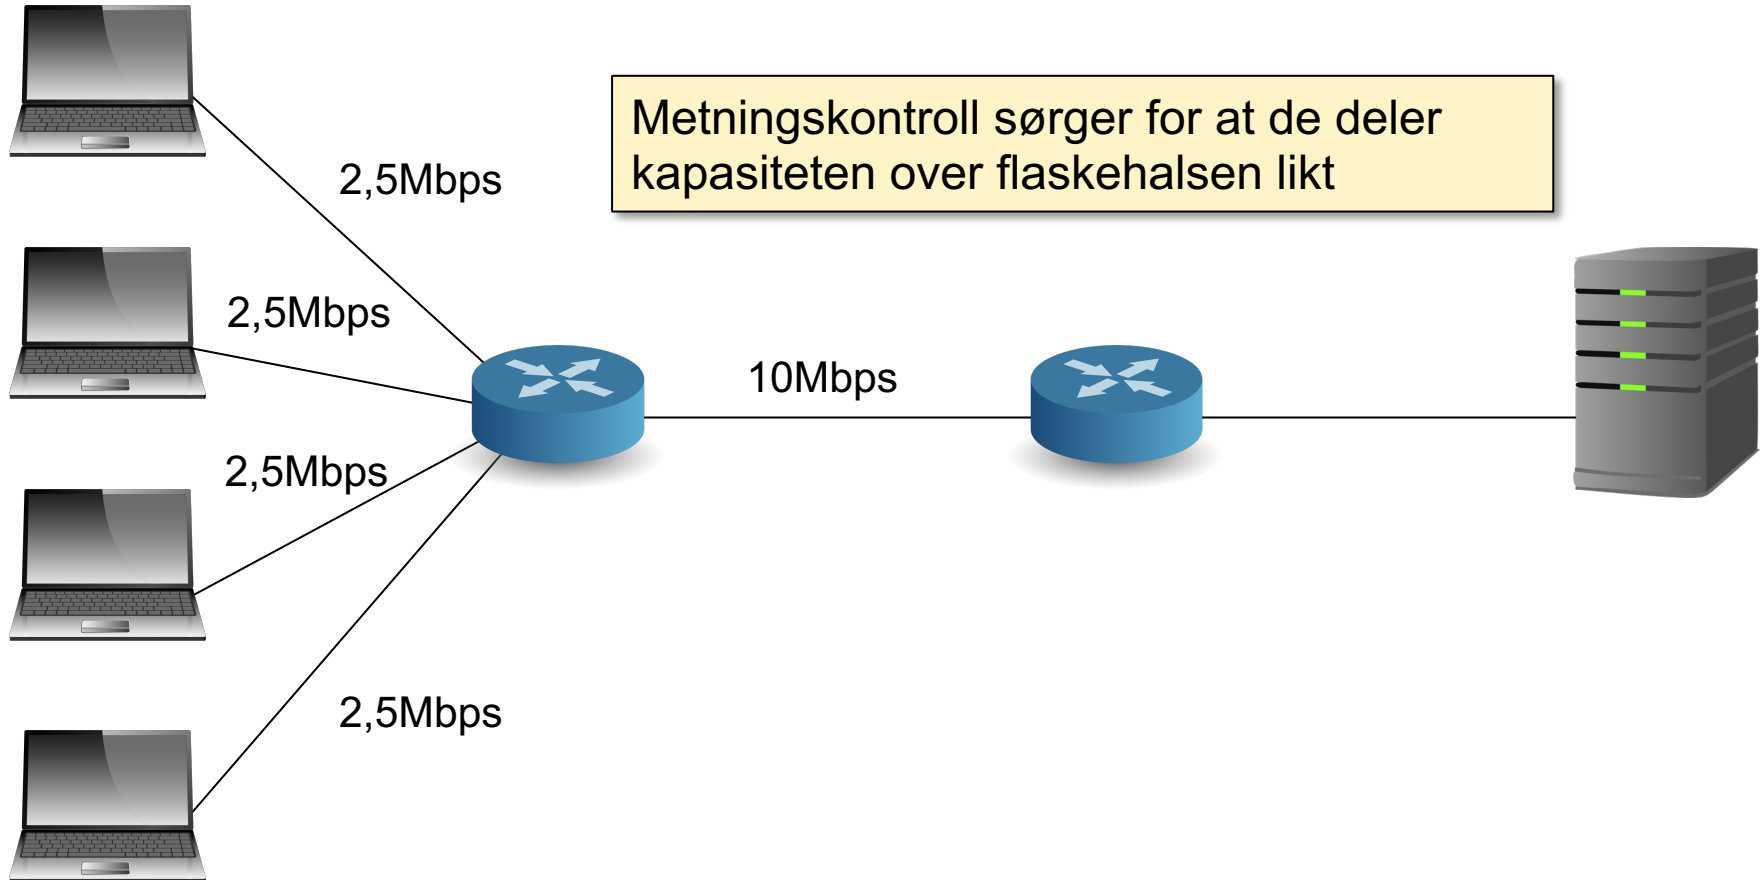 Metningskontroll sørger for at de deler
kapasiteten over flaskehalsen likt
2,5Mbps
2,5Mbps
10Mbps
2,5Mbps
2,5Mbps